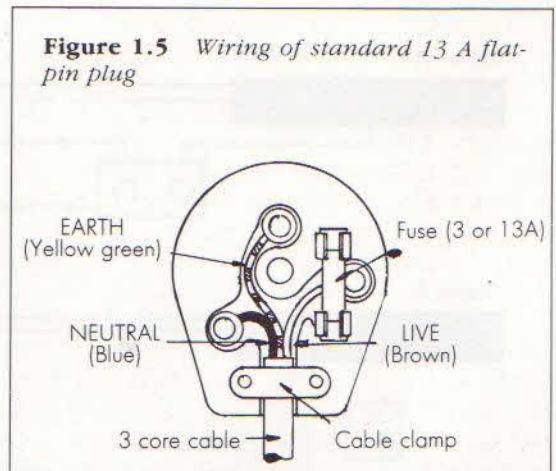 Figure 1.5 Wiring of standard 13 A flat-
pin plug
EARTH
(Yellow green)
Fuse (3 or 13A)
NEUTRAL
(Blue)
LIVE
(Brown)
3 core cable
Cable clamp